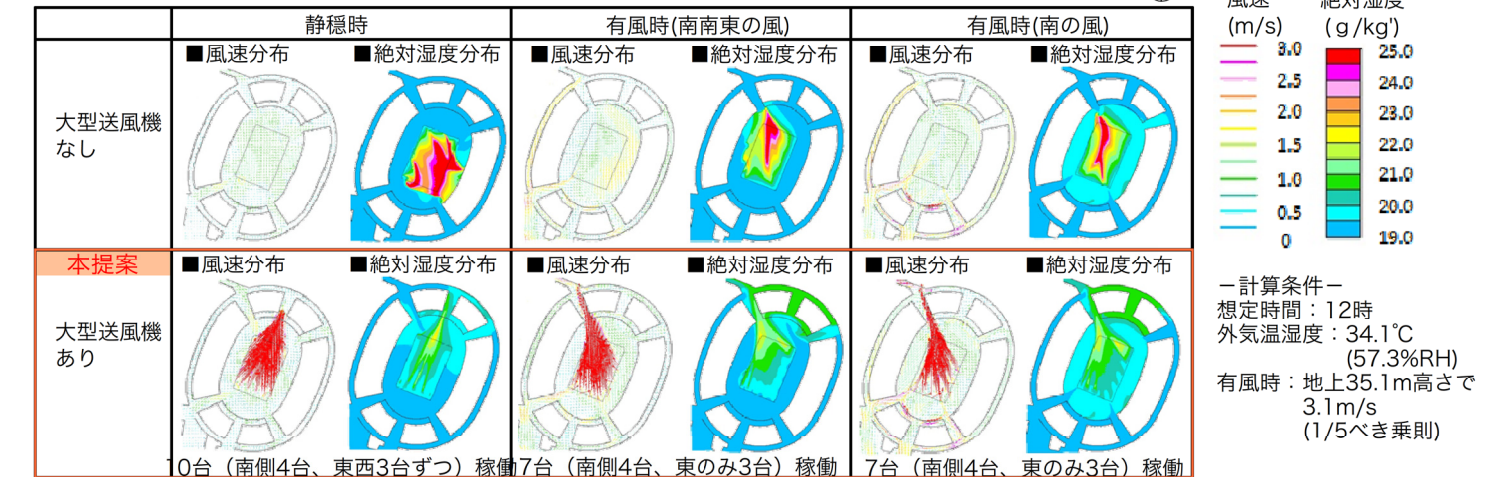 静穏時
有風時(南南東の風)
有風時(南の風)
大型送風機
なし
■風速分布
■絶対湿度分布
■風速分布
■絶対湿度分布
■風速分布
■絶対湿度分布
本提案
大型送風機
あり
■風速分布
■絶対湿度分布
■風速分布
■絶対湿度分布
■風速分布
■絶対湿度分布
10台（南側4台、東西3台ずつ）稼働
7台（南側4台、東のみ3台）稼働
7台（南側4台、東のみ3台）稼働
風速
(m/s)
3.0
2.5
2.0
1.5
1.0
0.5
0
絶対湿度
(g/kg')
25.0
24.0
23.0
22.0
21.0
20.0
19.0
－計算条件－
想定時間：12時
外気温湿度：34.1℃
(57.3%RH)
有風時：地上35.1m高さで
3.1m/s
(1/5べき乗則)